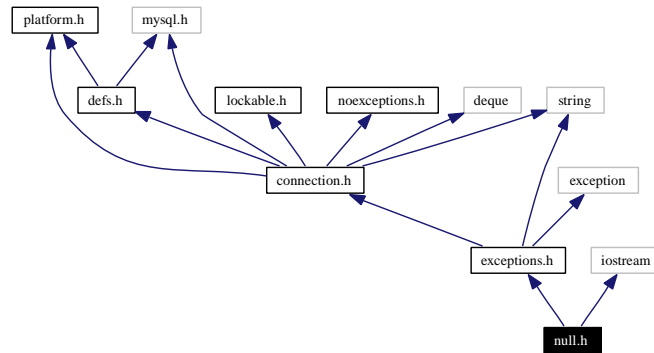 platform.h
mysql.h
defs.h
lockable.h
noexceptions.h
deque
string
connection.h
exception
exceptions.h
iostream
null.h